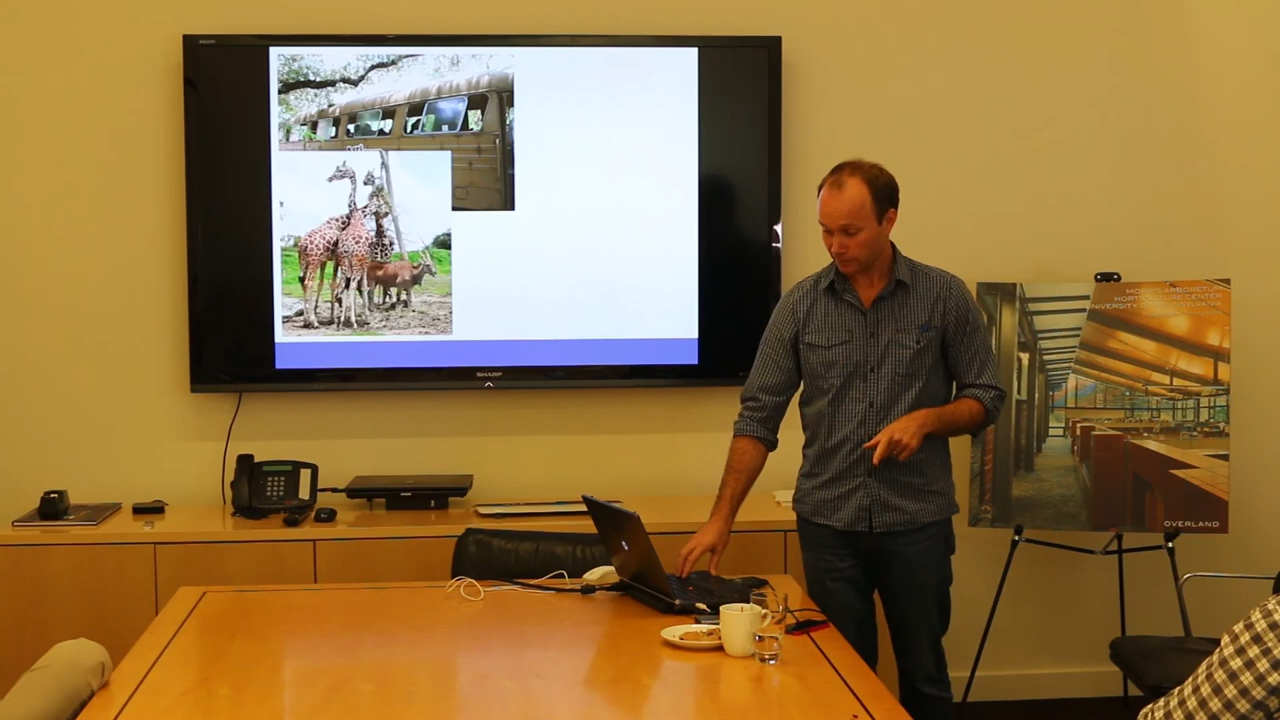 SHARP
MORRIS ARBORETUM
HORTICULTURE CENTER
UNIVERSITY OF PENNSYLVANIA
OVERLAND